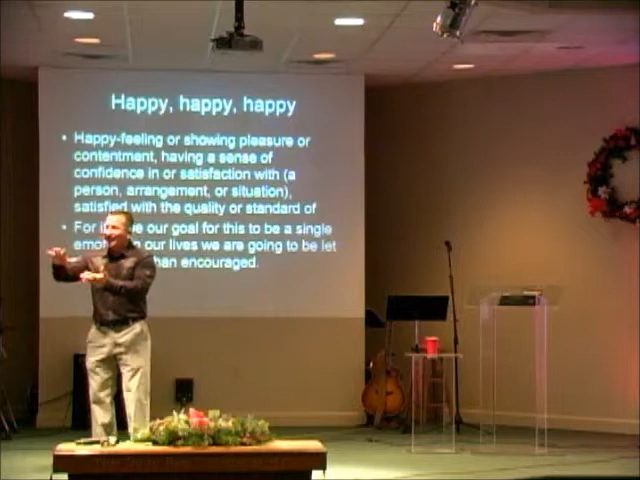 Happy, happy, happy
• Happy-feeling or showing pleasure or
contentment, having a sense of
confidence in or satisfaction with (a
person, arrangement, or situation),
satisfied with the quality or standard of
• For i e our goal for this to be a single
emot n our lives we are going to be let
than encouraged.